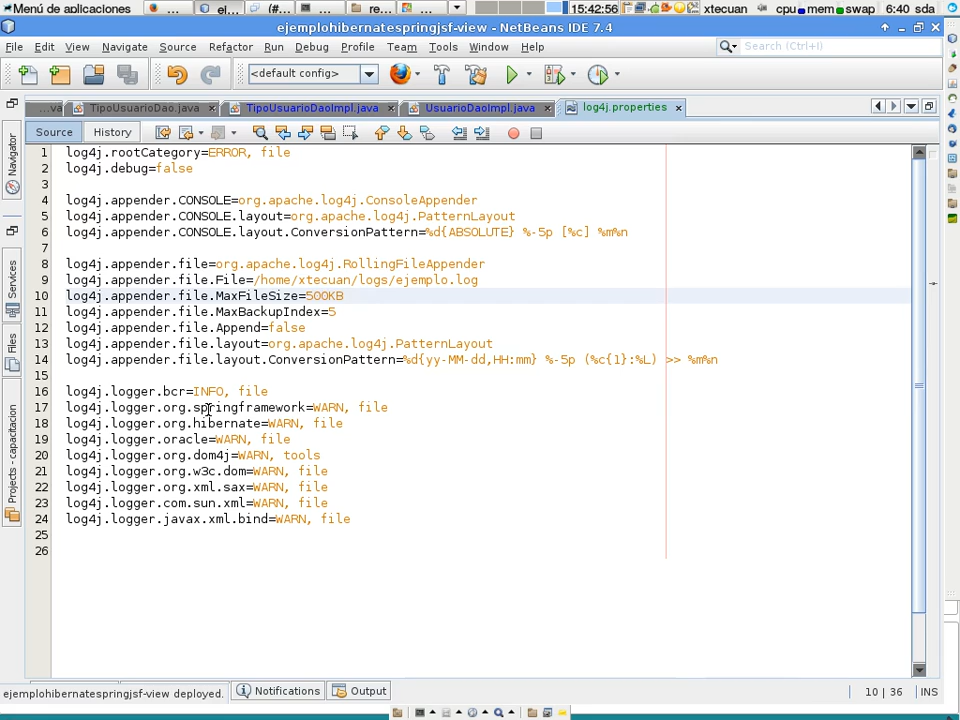 Menú de aplicaciones
...
el...
(#...
...
re...
...
15:42:56
xtecuan
cpu
mem
swap
6:40
sda
ejemplohibernatespringjsf-view - NetBeans IDE 7.4
File Edit View Navigate Source Refactor Run Debug Profile Team Tools Window Help
Search (Ctrl+I)
<default config>
...va
TipoUsuarioDao.java
TipoUsuarioDaoImpl.java
UsuarioDaoImpl.java
log4j.properties
Source
History
Navigator
Services
Files
Projects - capacitacion
1 log4j.rootCategory=ERROR, file
2 log4j.debug=false
3
4 log4j.appender.CONSOLE=org.apache.log4j.ConsoleAppender
5 log4j.appender.CONSOLE.layout=org.apache.log4j.PatternLayout
6 log4j.appender.CONSOLE.layout.ConversionPattern=%d{ABSOLUTE} %-5p [%c] %m%n
7
8 log4j.appender.file=org.apache.log4j.RollingFileAppender
9 log4j.appender.file.File=/home/xtecuan/logs/ejemplo.log
10 log4j.appender.file.MaxFileSize=500KB
11 log4j.appender.file.MaxBackupIndex=5
12 log4j.appender.file.Append=false
13 log4j.appender.file.layout=org.apache.log4j.PatternLayout
14 log4j.appender.file.layout.ConversionPattern=%d{yy-MM-dd,HH:mm} %-5p (%c{1}:%L) >> %m%n
15
16 log4j.logger.bcr=INFO, file
17 log4j.logger.org.springframework=WARN, file
18 log4j.logger.org.hibernate=WARN, file
19 log4j.logger.oracle=WARN, file
20 log4j.logger.org.dom4j=WARN, tools
21 log4j.logger.org.w3c.dom=WARN, file
22 log4j.logger.org.xml.sax=WARN, file
23 log4j.logger.com.sun.xml=WARN, file
24 log4j.logger.javax.xml.bind=WARN, file
25
26
ejemplohibernatespringjsf-view deployed.
Notifications
Output
10 | 36
INS